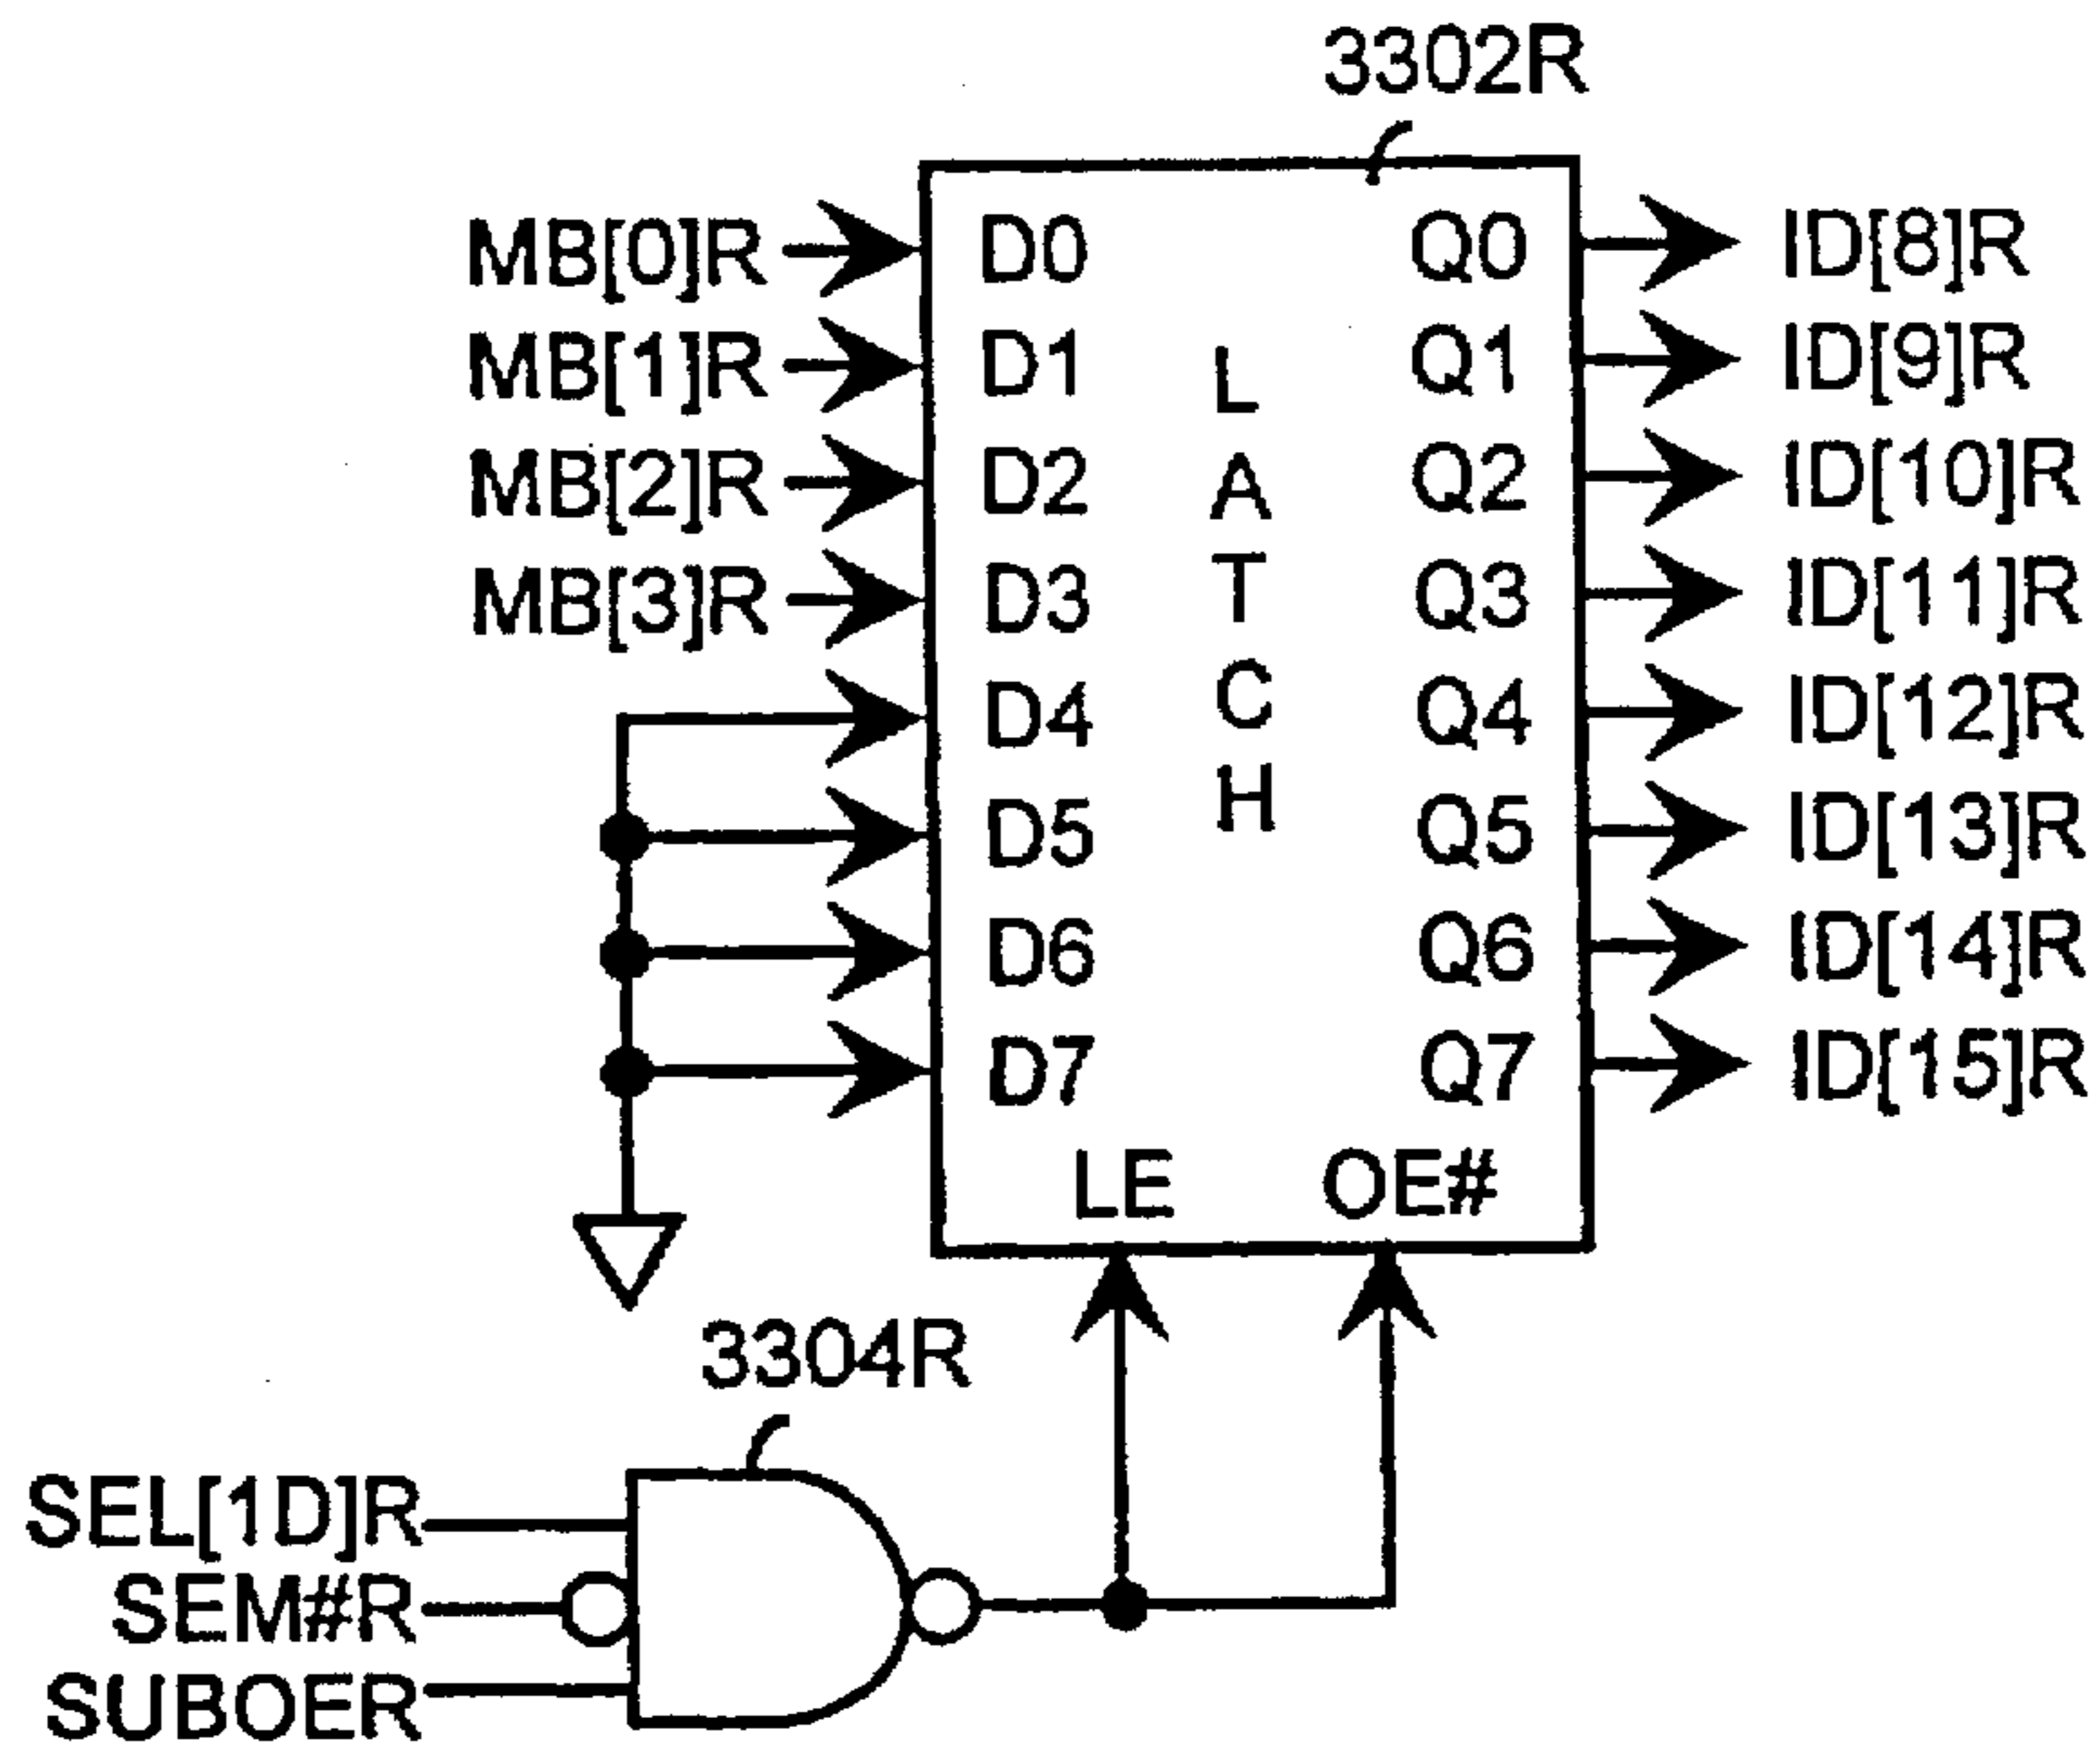 3302R
MB[0]R D0 Q0 ID[8]R
MB[1]R D1 Q1 ID[9]R
MB[2]R D2 Q2 ID[10]R
MB[3]R D3 Q3 ID[11]R
D4 Q4 ID[12]R
D5 Q5 ID[13]R
D6 Q6 ID[14]R
D7 Q7 ID[15]R
LATCH
LE OE#
3304R
SEL[1D]R
SEM#R
SUBOER